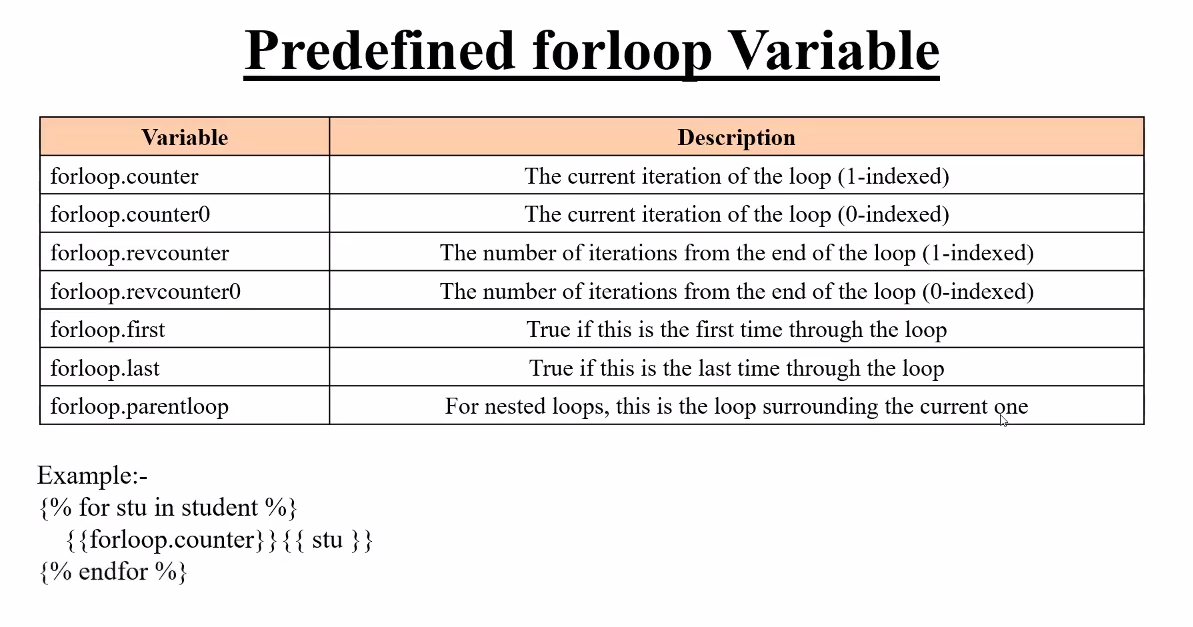 Predefined forloop Variable
Variable Description
forloop.counter The current iteration of the loop (1-indexed)
forloop.counter0 The current iteration of the loop (0-indexed)
forloop.revcounter The number of iterations from the end of the loop (1-indexed)
forloop.revcounter0 The number of iterations from the end of the loop (0-indexed)
forloop.first True if this is the first time through the loop
forloop.last True if this is the last time through the loop
forloop.parentloop For nested loops, this is the loop surrounding the current one
Example:-
{% for stu in student %}
{{forloop.counter}}{{ stu }}
{% endfor %}